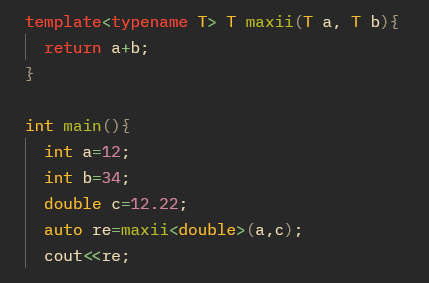 template<typename T> T maxii(T a, T b){
return a+b;
}
int main(){
int a=12;
int b=34;
double c=12.22;
auto re=maxii<double>(a,c);
cout<<re;